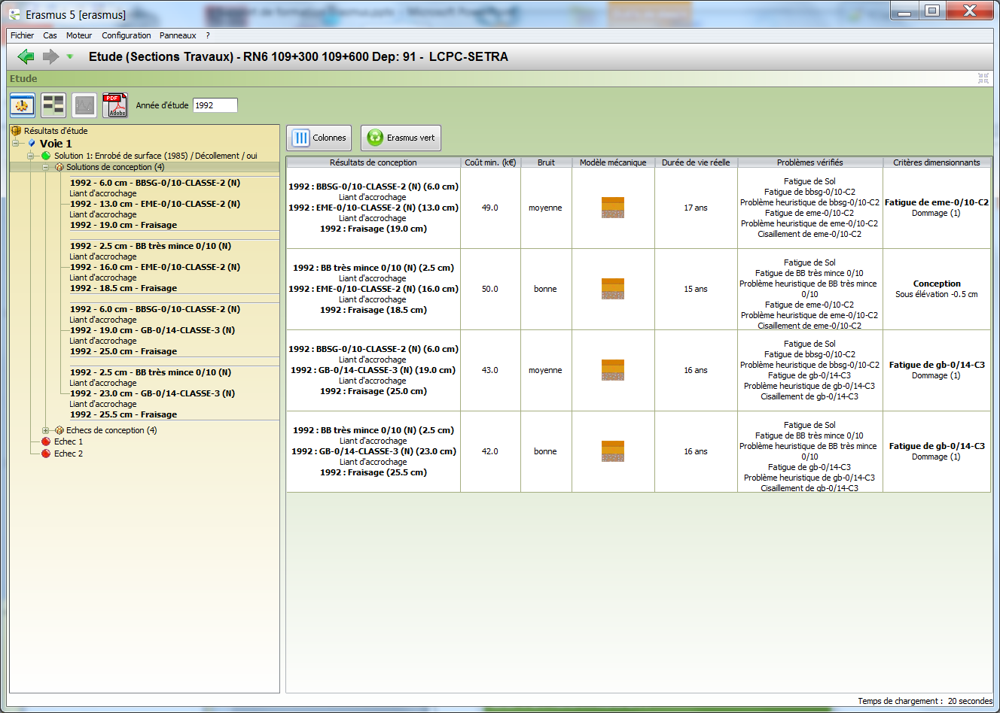 Erasmus 5 [erasmus]
Fichier Cas Moteur Configuration Panneaux ?
Etude (Sections Travaux) - RN6 109+300 109+600 Dep: 91 - LCPC-SETRA
Etude
PDF Adobe
Année d'étude 1992
Résultats d'étude
Voie 1
Solution 1: Enrobé de surface (1985) / Décollement / oui
Solutions de conception (4)
1992 - 6.0 cm - BBSG-0/10-CLASSE-2 (N)
Liant d'accrochage
1992 - 13.0 cm - EME-0/10-CLASSE-2 (N)
Liant d'accrochage
1992 - 19.0 cm - Fraisage
1992 - 2.5 cm - BB très mince 0/10 (N)
Liant d'accrochage
1992 - 16.0 cm - EME-0/10-CLASSE-2 (N)
Liant d'accrochage
1992 - 18.5 cm - Fraisage
1992 - 6.0 cm - BBSG-0/10-CLASSE-2 (N)
Liant d'accrochage
1992 - 19.0 cm - GB-0/14-CLASSE-3 (N)
Liant d'accrochage
1992 - 25.0 cm - Fraisage
1992 - 2.5 cm - BB très mince 0/10 (N)
Liant d'accrochage
1992 - 23.0 cm - GB-0/14-CLASSE-3 (N)
Liant d'accrochage
1992 - 25.5 cm - Fraisage
Echecs de conception (4)
Echec 1
Echec 2
Colonnes Erasmus vert
Résultats de conception Coût min. (k€) Bruit Modèle mécanique Durée de vie réelle Problèmes vérifiés Critères dimensionnants
1992 : BBSG-0/10-CLASSE-2 (N) (6.0 cm)
Liant d'accrochage
1992 : EME-0/10-CLASSE-2 (N) (13.0 cm)
Liant d'accrochage
1992 : Fraisage (19.0 cm)
49.0
moyenne
17 ans
Fatigue de Sol
Fatigue de bbsg-0/10-C2
Problème heuristique de bbsg-0/10-C2
Fatigue de eme-0/10-C2
Problème heuristique de eme-0/10-C2
Cisaillement de eme-0/10-C2
Fatigue de eme-0/10-C2
Dommage (1)
1992 : BB très mince 0/10 (N) (2.5 cm)
Liant d'accrochage
1992 : EME-0/10-CLASSE-2 (N) (16.0 cm)
Liant d'accrochage
1992 : Fraisage (18.5 cm)
50.0
bonne
15 ans
Fatigue de Sol
Fatigue de BB très mince 0/10
Problème heuristique de BB très mince
0/10
Fatigue de eme-0/10-C2
Problème heuristique de eme-0/10-C2
Cisaillement de eme-0/10-C2
Conception
Sous élévation -0.5 cm
1992 : BBSG-0/10-CLASSE-2 (N) (6.0 cm)
Liant d'accrochage
1992 : GB-0/14-CLASSE-3 (N) (19.0 cm)
Liant d'accrochage
1992 : Fraisage (25.0 cm)
43.0
moyenne
16 ans
Fatigue de Sol
Fatigue de bbsg-0/10-C2
Problème heuristique de bbsg-0/10-C2
Fatigue de gb-0/14-C3
Problème heuristique de gb-0/14-C3
Cisaillement de gb-0/14-C3
Fatigue de gb-0/14-C3
Dommage (1)
1992 : BB très mince 0/10 (N) (2.5 cm)
Liant d'accrochage
1992 : GB-0/14-CLASSE-3 (N) (23.0 cm)
Liant d'accrochage
1992 : Fraisage (25.5 cm)
42.0
bonne
16 ans
Fatigue de Sol
Fatigue de BB très mince 0/10
Problème heuristique de BB très mince
0/10
Fatigue de gb-0/14-C3
Problème heuristique de gb-0/14-C3
Cisaillement de gb-0/14-C3
Fatigue de gb-0/14-C3
Dommage (1)
Temps de chargement : 20 secondes